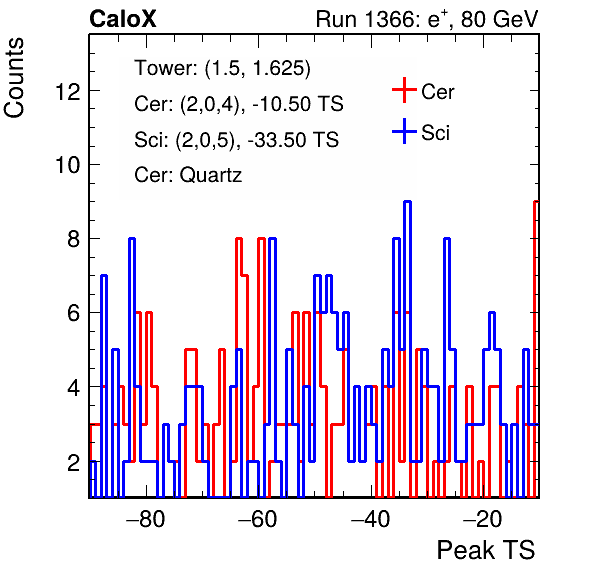 CaloX Run 1366: e⁺, 80 GeV
Counts
Tower: (1.5, 1.625)
Cer: (2,0,4), -10.50 TS
Sci: (2,0,5), -33.50 TS
Cer: Quartz
Cer
Sci
12
10
8
6
4
2
−80 −60 −40 −20
Peak TS